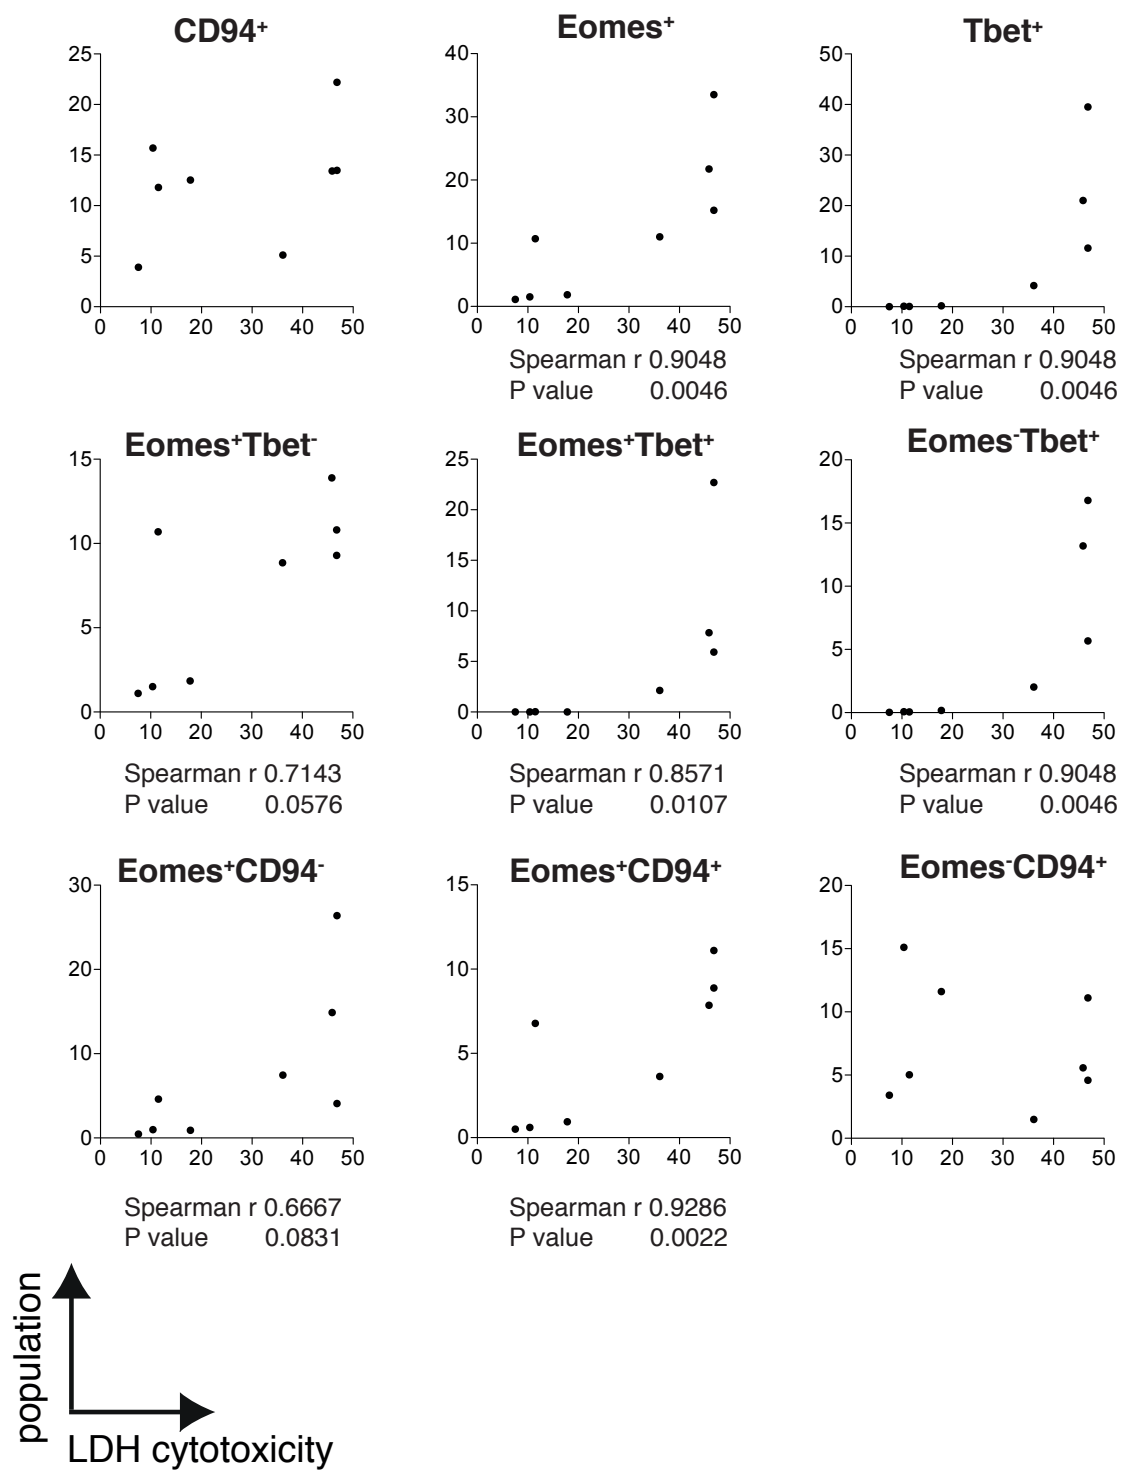 CD94⁺ Eomes⁺ Tbet⁺
25 40 50
20 30 40
15 20 30
10 10 20
5 0 10
0 0
0 10 20 30 40 50 0 10 20 30 40 50 0 10 20 30 40 50
Spearman r 0.9048 Spearman r 0.9048
P value 0.0046 P value 0.0046
Eomes⁺Tbet⁻ Eomes⁺Tbet⁺ Eomes⁻Tbet⁺
15 25 20
10 20 15
5 15 10
0 10 5
5 0
0
0 10 20 30 40 50 0 10 20 30 40 50 0 10 20 30 40 50
Spearman r 0.7143 Spearman r 0.8571 Spearman r 0.9048
P value 0.0576 P value 0.0107 P value 0.0046
Eomes⁺CD94⁻ Eomes⁺CD94⁺ Eomes⁻CD94⁺
30 15 20
20 10 15
10 5 10
0 0 5
0
0 10 20 30 40 50 0 10 20 30 40 50 0 10 20 30 40 50
Spearman r 0.6667 Spearman r 0.9286
P value 0.0831 P value 0.0022
population
LDH cytotoxicity